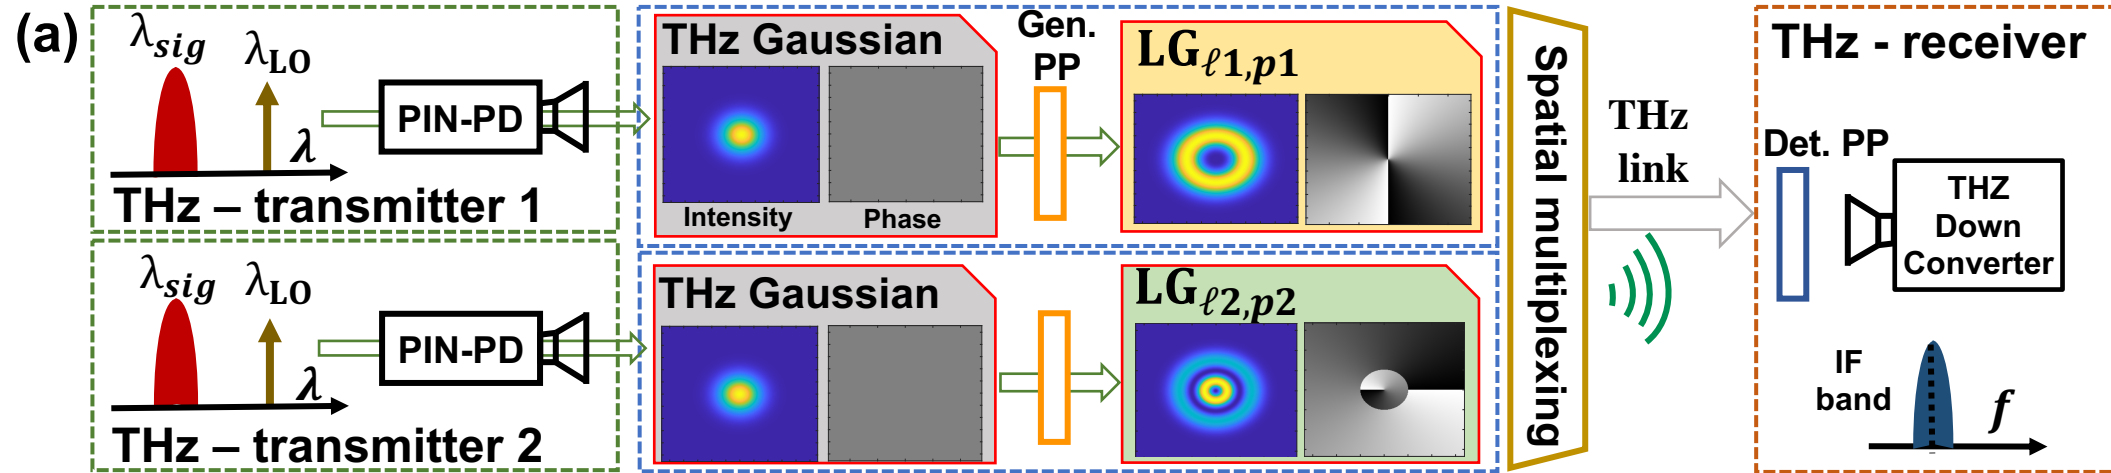 (a)
λsig
λLO
λ
PIN-PD
THz – transmitter 1
THz Gaussian
Intensity
Phase
Gen.
PP
LGℓ1,p1
λsig
λLO
λ
PIN-PD
THz – transmitter 2
THz Gaussian
LGℓ2,p2
Spatial multiplexing
THz
link
THz - receiver
Det. PP
THZ
Down
Converter
IF
band
f